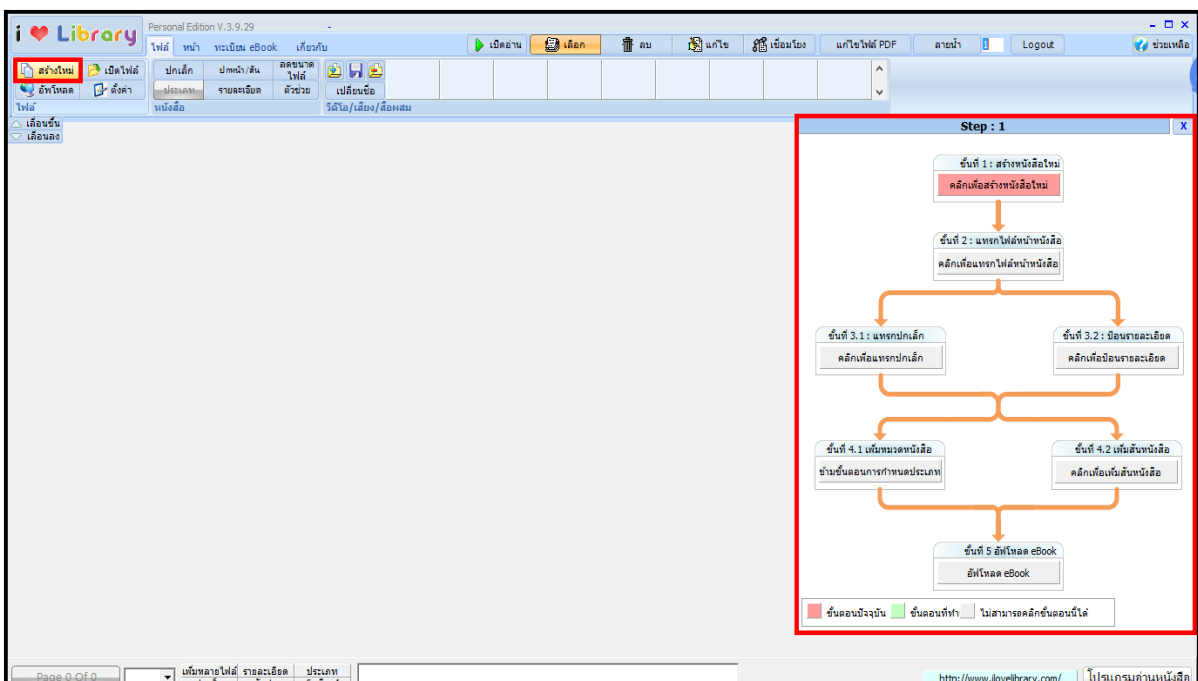 i ❤ Library
Personal Edition V.3.9.29 -
ไฟล์ หน้า ทะเบียน eBook เกี่ยวกับ
เปิดอ่าน เลือก ลบ แก้ไข เชื่อมโยง แก้ไขไฟล์ PDF ลายน้ำ 1 Logout ช่วยเหลือ
สร้างใหม่ เปิดไฟล์ ปกเล็ก ปกหน้า/สัน ลดขนาดไฟล์
อัพโหลด ตั้งค่า ประเภท รายละเอียด ตัวช่วย เปลี่ยนชื่อ
ไฟล์ หนังสือ วีดีโอ/เสียง/สื่อผสม
เลื่อนขึ้น
เลื่อนลง
Step : 1 X
ขั้นที่ 1 : สร้างหนังสือใหม่
คลิกเพื่อสร้างหนังสือใหม่
ขั้นที่ 2 : แทรกไฟล์หน้าหนังสือ
คลิกเพื่อแทรกไฟล์หน้าหนังสือ
ขั้นที่ 3.1 : แทรกปกเล็ก ขั้นที่ 3.2 : ป้อนรายละเอียด
คลิกเพื่อแทรกปกเล็ก คลิกเพื่อป้อนรายละเอียด
ขั้นที่ 4.1 เพิ่มหมวดหนังสือ ขั้นที่ 4.2 เพิ่มสันหนังสือ
ข้ามขั้นตอนการกำหนดประเภท คลิกเพื่อเพิ่มสันหนังสือ
ขั้นที่ 5 อัฟโหลด eBook
อัฟโหลด eBook
ขั้นตอนปัจจุบัน ขั้นตอนที่ทำ ไม่สามารถคลิกขั้นตอนนี้ได้
Page 0 Of 0 เพิ่มหลายไฟล์ รายละเอียด ประเภท
http://www.ilovelibrary.com/ โปรแกรมอ่านหนังสือ